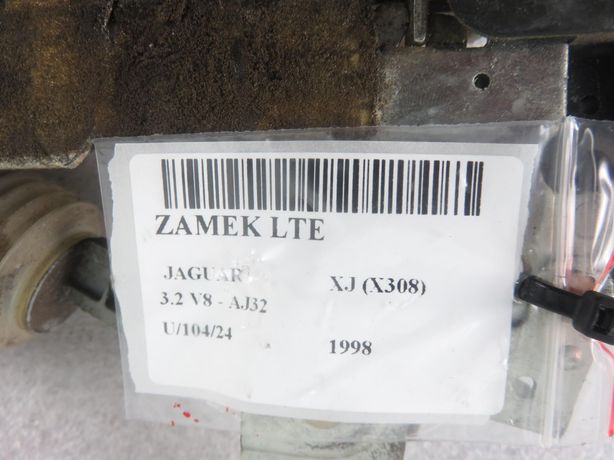 ZAMEK LTE
JAGUAR XJ (X308)
3.2 V8 - AJ32
U/104/24 1998